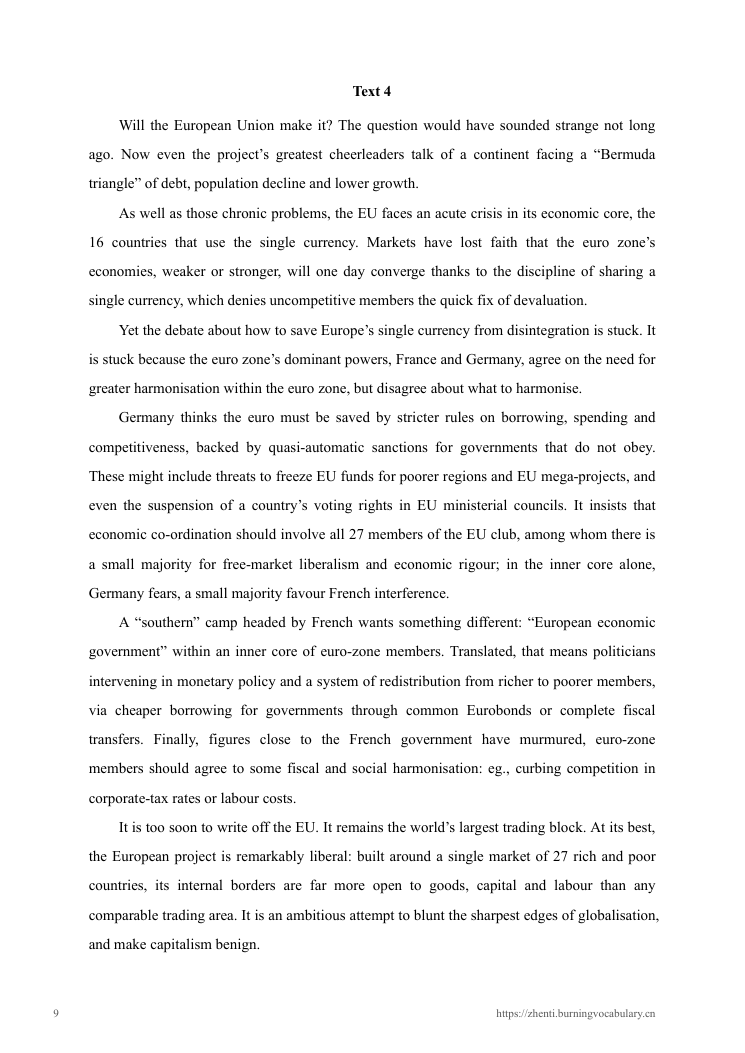 Text 4
Will the European Union make it? The question would have sounded strange not long
ago. Now even the project’s greatest cheerleaders talk of a continent facing a “Bermuda
triangle” of debt, population decline and lower growth.
As well as those chronic problems, the EU faces an acute crisis in its economic core, the
16 countries that use the single currency. Markets have lost faith that the euro zone’s
economies, weaker or stronger, will one day converge thanks to the discipline of sharing a
single currency, which denies uncompetitive members the quick fix of devaluation.
Yet the debate about how to save Europe’s single currency from disintegration is stuck. It
is stuck because the euro zone’s dominant powers, France and Germany, agree on the need for
greater harmonisation within the euro zone, but disagree about what to harmonise.
Germany thinks the euro must be saved by stricter rules on borrowing, spending and
competitiveness, backed by quasi-automatic sanctions for governments that do not obey.
These might include threats to freeze EU funds for poorer regions and EU mega-projects, and
even the suspension of a country’s voting rights in EU ministerial councils. It insists that
economic co-ordination should involve all 27 members of the EU club, among whom there is
a small majority for free-market liberalism and economic rigour; in the inner core alone,
Germany fears, a small majority favour French interference.
A “southern” camp headed by French wants something different: “European economic
government” within an inner core of euro-zone members. Translated, that means politicians
intervening in monetary policy and a system of redistribution from richer to poorer members,
via cheaper borrowing for governments through common Eurobonds or complete fiscal
transfers. Finally, figures close to the French government have murmured, euro-zone
members should agree to some fiscal and social harmonisation: eg., curbing competition in
corporate-tax rates or labour costs.
It is too soon to write off the EU. It remains the world’s largest trading block. At its best,
the European project is remarkably liberal: built around a single market of 27 rich and poor
countries, its internal borders are far more open to goods, capital and labour than any
comparable trading area. It is an ambitious attempt to blunt the sharpest edges of globalisation,
and make capitalism benign.
9
https://zhenti.burningvocabulary.cn